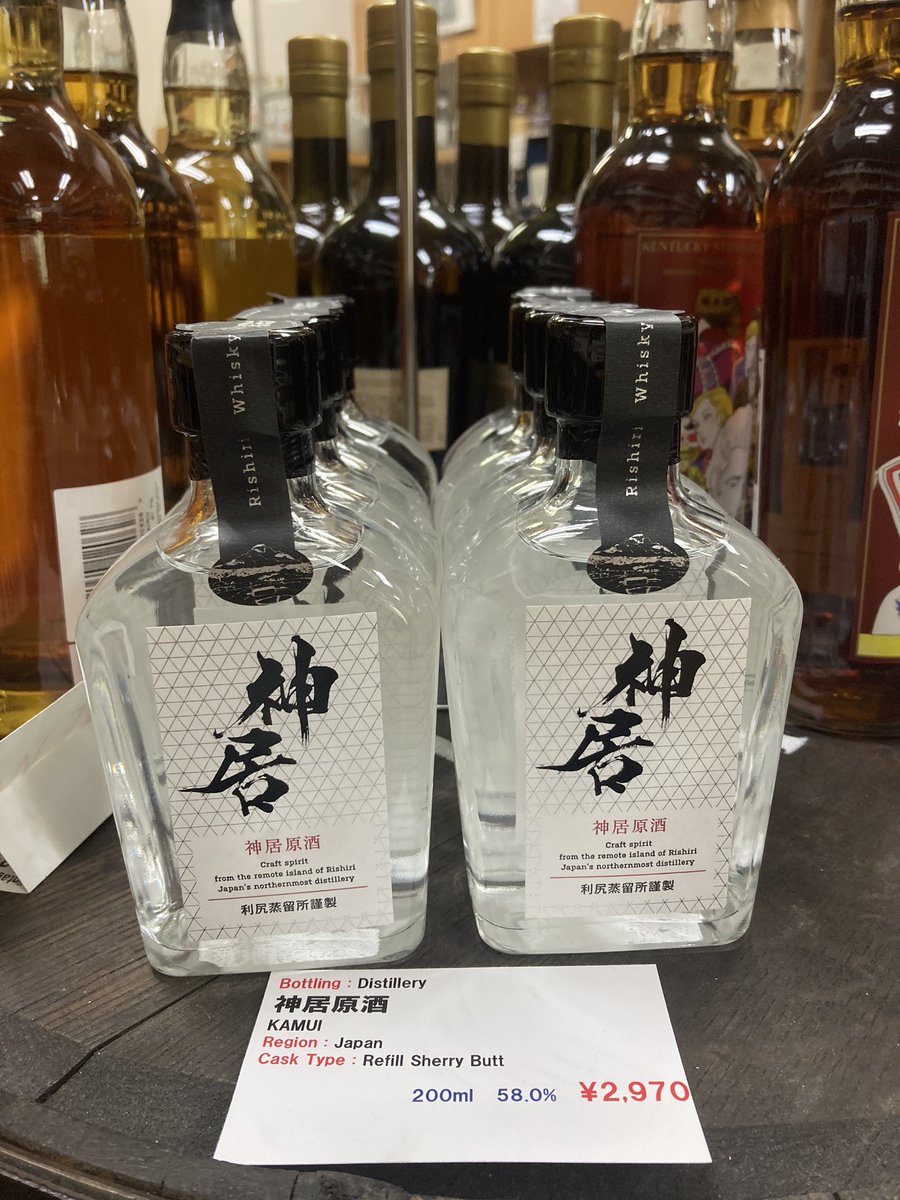 KENTUCKY
Rishiri Whisky
神居
神居原酒
Craft spirit
from the remote island of Rishiri
Japan's northernmost distillery
利尻蒸留所謹製
Rishiri Whisky
神居
神居原酒
Craft spirit
from the remote island of Rishiri
Japan's northernmost distillery
利尻蒸留所謹製
Bottling : Distillery
神居原酒
KAMUI
Region : Japan
Cask Type : Refill Sherry Butt
200ml 58.0% ¥2,970